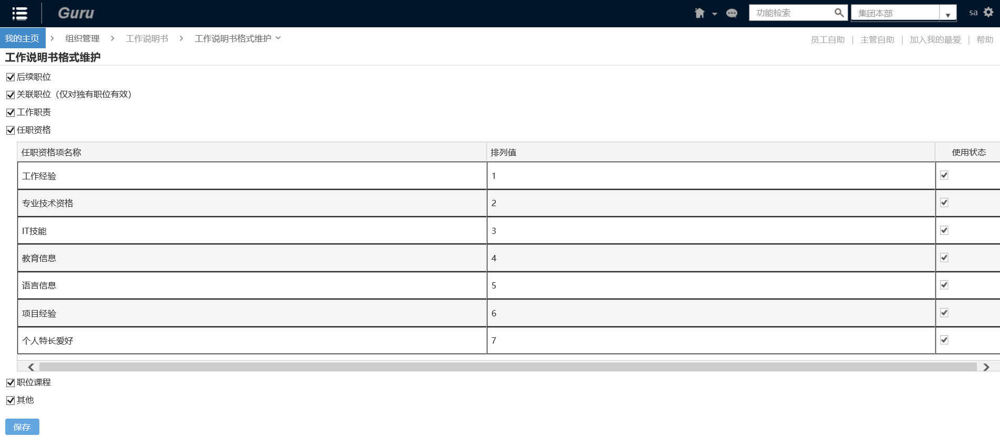 Guru
功能检索
集团本部
sa
我的主页 > 组织管理 > 工作说明书 > 工作说明书格式维护
员工自助 | 主管自助 | 加入我的最爱 | 帮助
工作说明书格式维护
后续职位
关联职位（仅对独有职位有效）
工作职责
任职资格
任职资格项名称 排列值 使用状态
工作经验 1
专业技术资格 2
IT技能 3
教育信息 4
语言信息 5
项目经验 6
个人特长爱好 7
职位课程
其他
保存